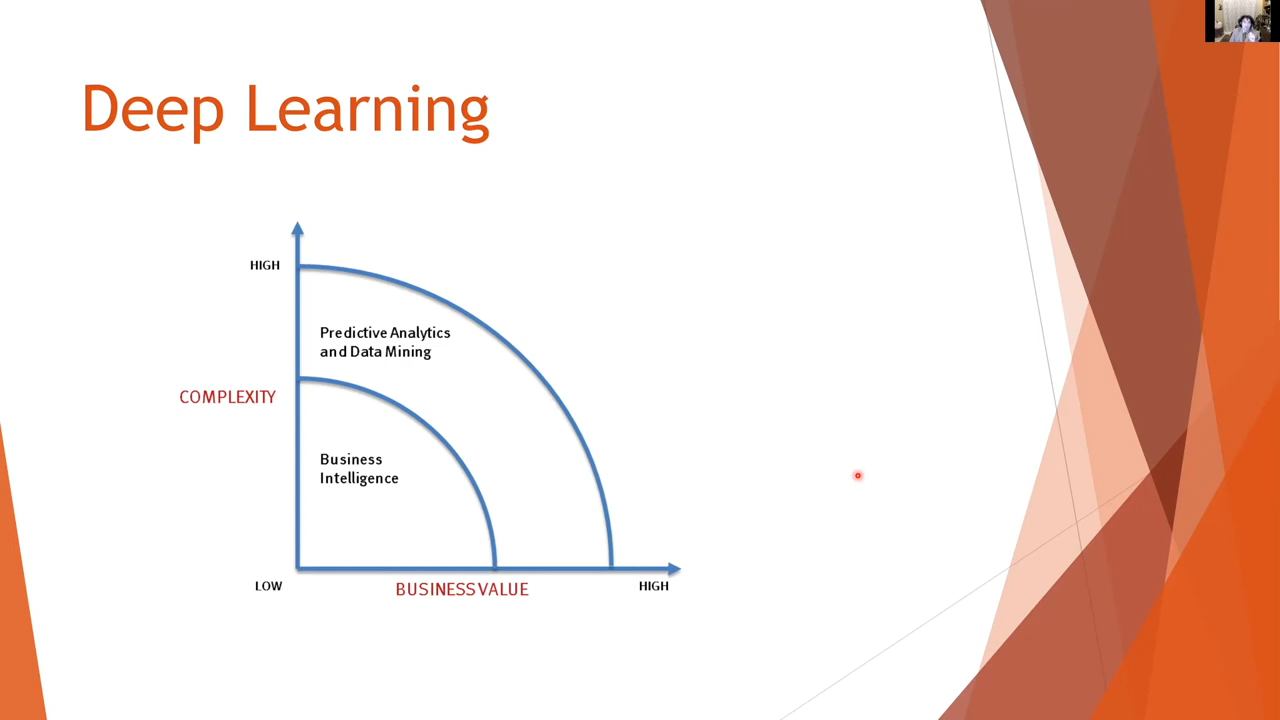 Deep Learning
HIGH
Predictive Analytics
and Data Mining
COMPLEXITY
Business
Intelligence
LOW
BUSINESS VALUE
HIGH